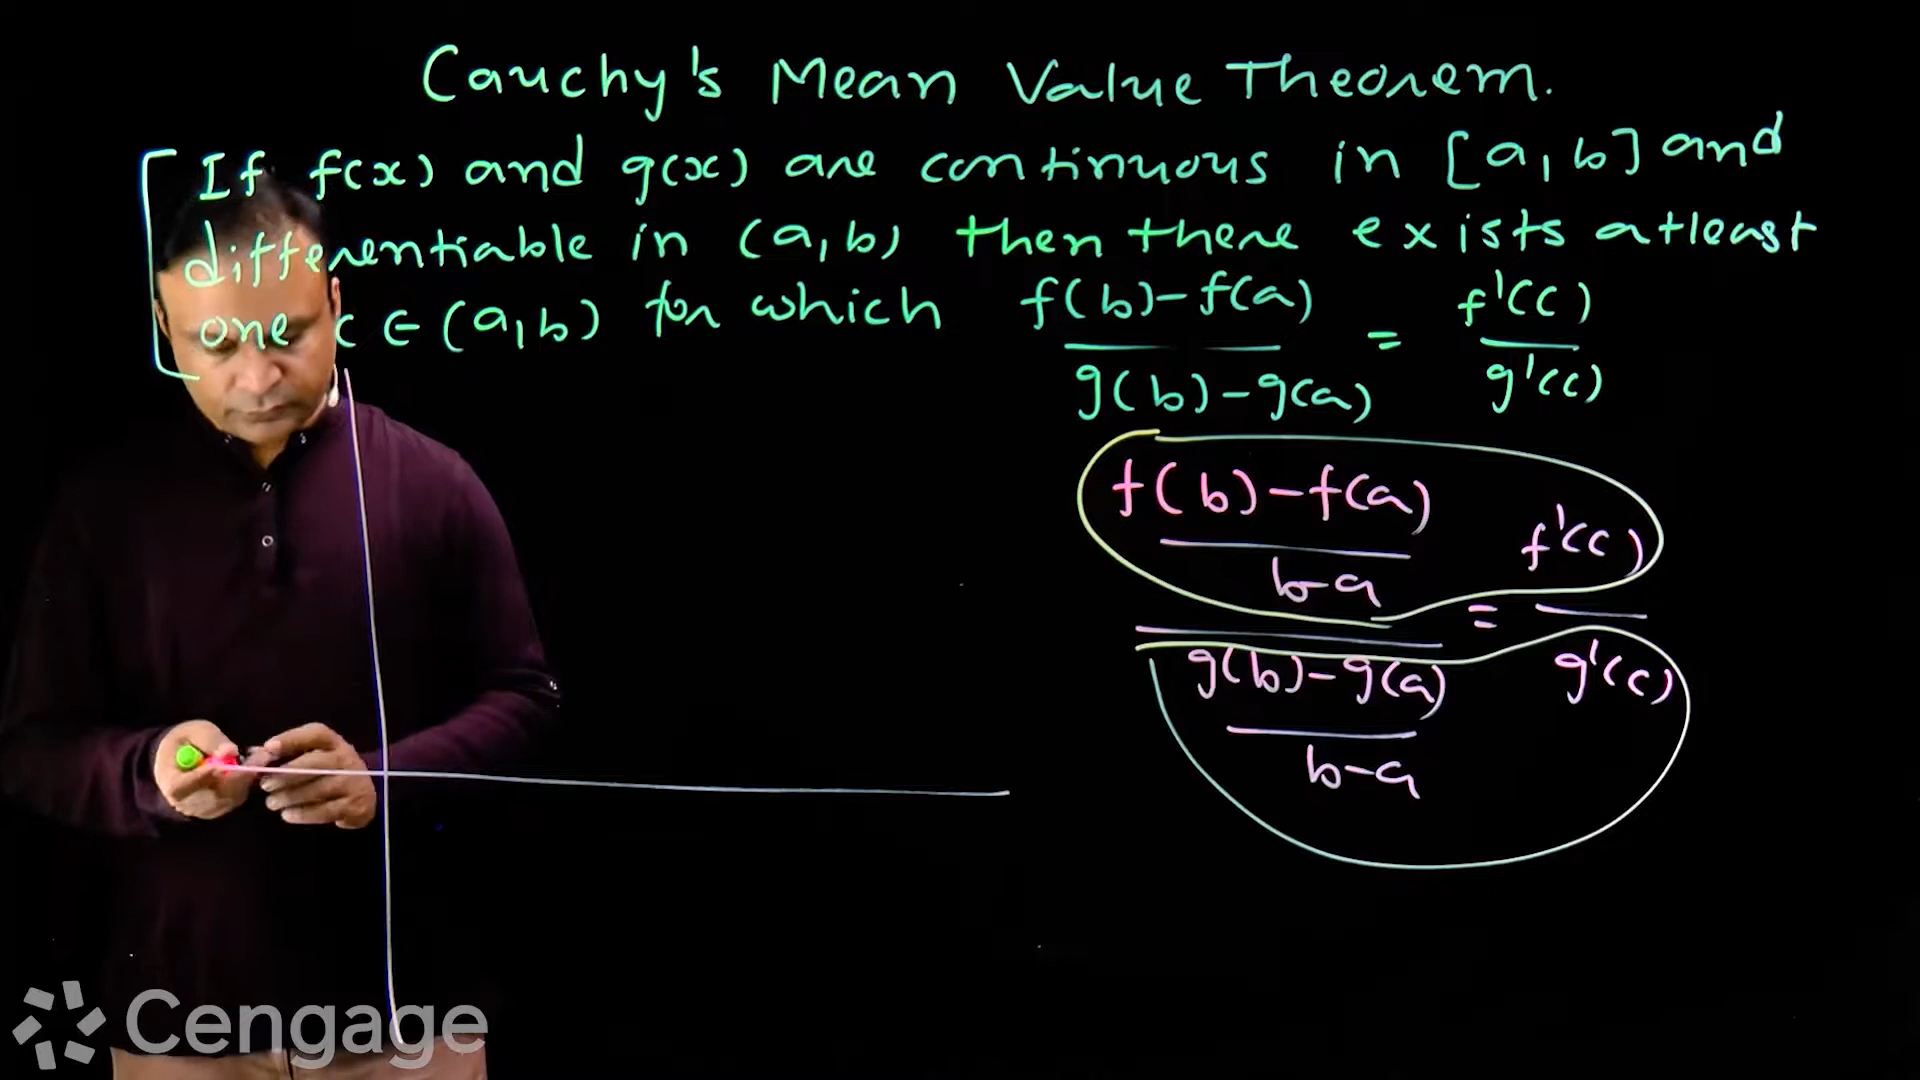 Cauchy's Mean Value Theorem.
If f(x) and g(x) are continuous in [a, b] and
differentiable in (a, b) then there exists atleast
one c ∈ (a, b) for which f(b)-f(a) / g(b)-g(a) = f'(c) / g'(c)
f(b)-f(a) / b-a / g(b)-g(a) / b-a = f'(c) / g'(c)
Cengage